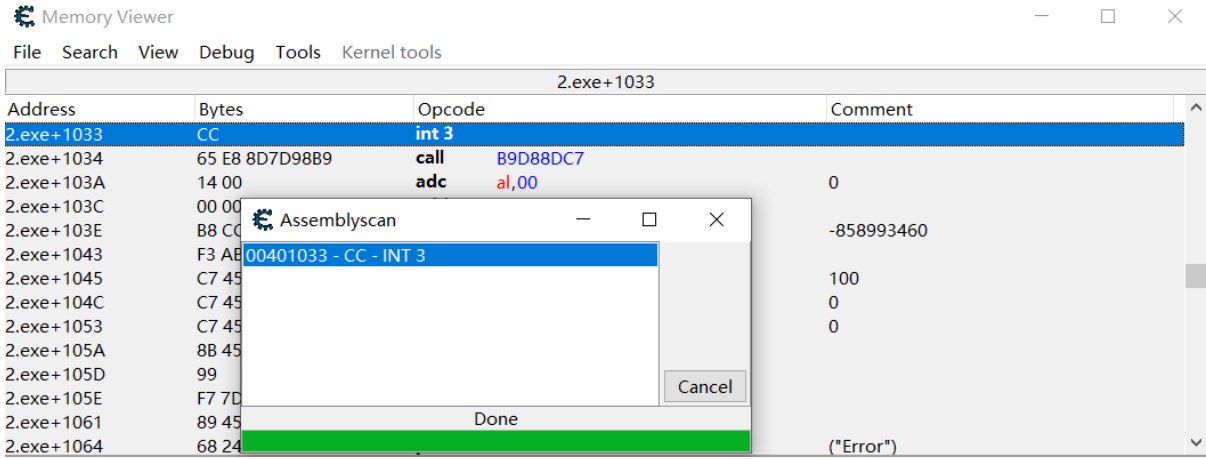 Memory Viewer
File Search View Debug Tools Kernel tools
2.exe+1033
Address Bytes Opcode Comment
2.exe+1033 CC int 3
2.exe+1034 65 E8 8D7D98B9 call B9D88DC7
2.exe+103A 14 00 adc al,00 0
2.exe+103C 00 00
2.exe+103E B8 CC -858993460
2.exe+1043 F3 AB
2.exe+1045 C7 45 100
2.exe+104C C7 45 0
2.exe+1053 C7 45 0
2.exe+105A 8B 45
2.exe+105D 99
2.exe+105E F7 7D
2.exe+1061 89 45
2.exe+1064 68 24 ("Error")
Assemblyscan
00401033 - CC - INT 3
Cancel
Done